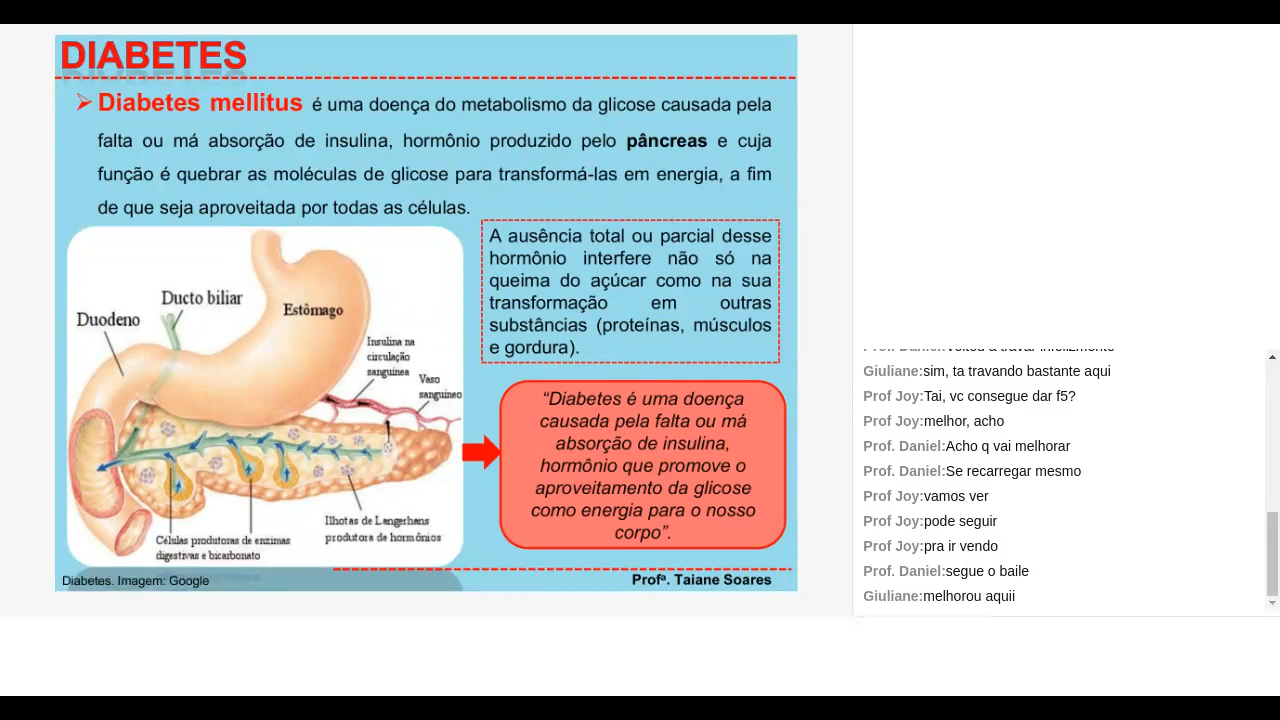 DIABETES
Diabetes mellitus é uma doença do metabolismo da glicose causada pela
falta ou má absorção de insulina, hormônio produzido pelo pâncreas e cuja
função é quebrar as moléculas de glicose para transformá-las em energia, a fim
de que seja aproveitada por todas as células.
A ausência total ou parcial desse
hormônio interfere não só na
queima do açúcar como na sua
transformação em outras
substâncias (proteínas, músculos
e gordura).
Ducto biliar
Duodeno
Estômago
Insulina na
circulação
sanguínea
Vaso
sanguíneo
Células produtoras de enzimas
digestivas e bicarbonato
Ilhotas de Langerhans
produtora de hormônios
“Diabetes é uma doença
causada pela falta ou má
absorção de insulina,
hormônio que promove o
aproveitamento da glicose
como energia para o nosso
corpo”.
Diabetes. Imagem: Google
Profª. Taiane Soares
Prof. Daniel:Voltou a travar infelizmente
Giuliane:sim, ta travando bastante aqui
Prof Joy:Tai, vc consegue dar f5?
Prof Joy:melhor, acho
Prof. Daniel:Acho q vai melhorar
Prof. Daniel:Se recarregar mesmo
Prof Joy:vamos ver
Prof Joy:pode seguir
Prof Joy:pra ir vendo
Prof. Daniel:segue o baile
Giuliane:melhorou aquii